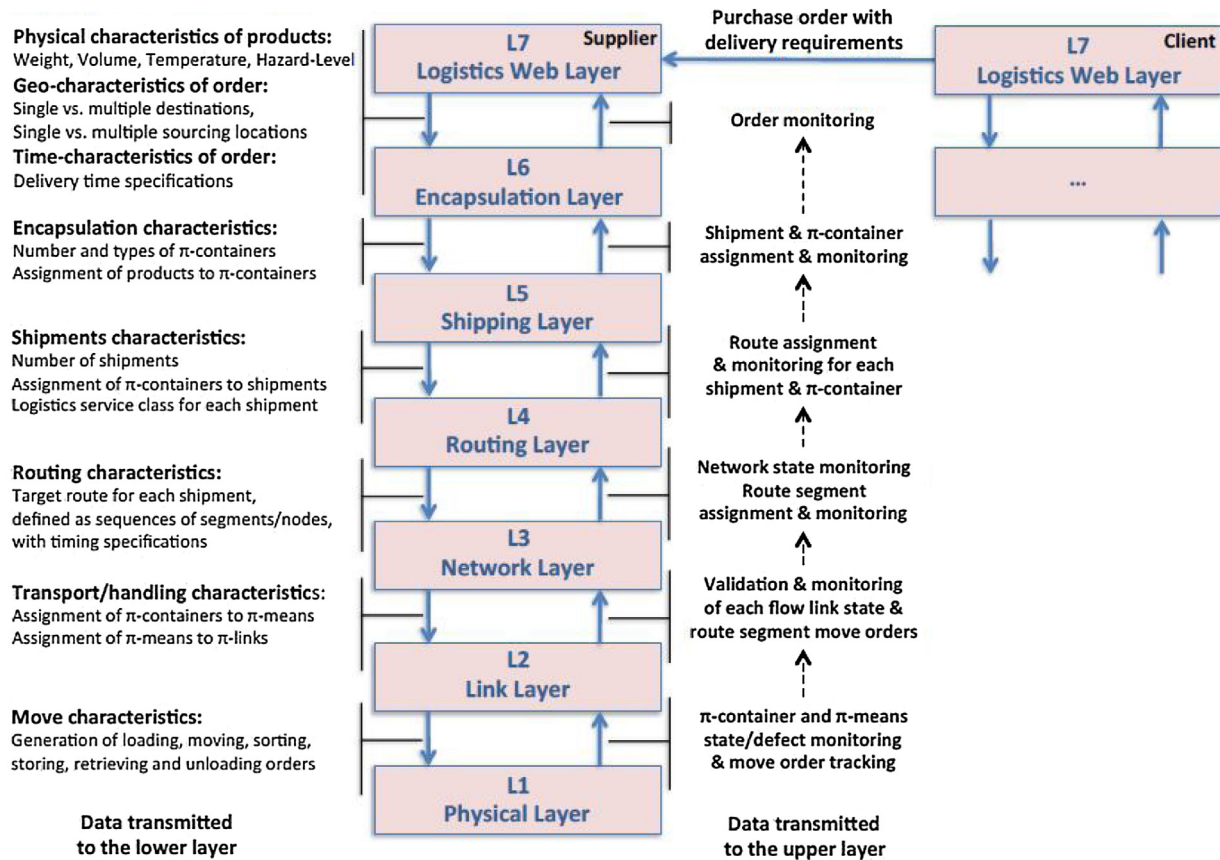 Physical characteristics of products:
Weight, Volume, Temperature, Hazard-Level
Geo-characteristics of order:
Single vs. multiple destinations,
Single vs. multiple sourcing locations
Time-characteristics of order:
Delivery time specifications
Encapsulation characteristics:
Number and types of π-containers
Assignment of products to π-containers
Shipments characteristics:
Number of shipments
Assignment of π-containers to shipments
Logistics service class for each shipment
Routing characteristics:
Target route for each shipment,
defined as sequences of segments/nodes,
with timing specifications
Transport/handling characteristics:
Assignment of π-containers to π-means
Assignment of π-means to π-links
Move characteristics:
Generation of loading, moving, sorting,
storing, retrieving and unloading orders
Data transmitted
to the lower layer
L7 Supplier
Logistics Web Layer
L6
Encapsulation Layer
L5
Shipping Layer
L4
Routing Layer
L3
Network Layer
L2
Link Layer
L1
Physical Layer
Purchase order with
delivery requirements
Order monitoring
Shipment & π-container
assignment & monitoring
Route assignment
& monitoring for each
shipment & π-container
Network state monitoring
Route segment
assignment & monitoring
Validation & monitoring
of each flow link state &
route segment move orders
π-container and π-means
state/defect monitoring
& move order tracking
Data transmitted
to the upper layer
L7 Client
Logistics Web Layer
...